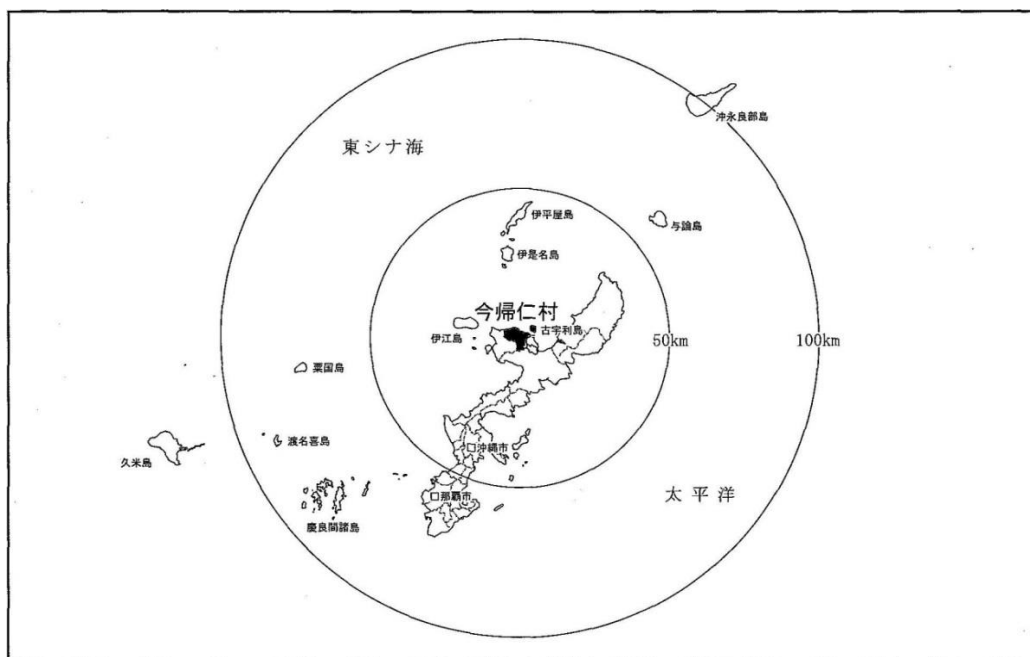 沖永良部島
東シナ海
伊平屋島
与論島
伊是名島
今帰仁村
古宇利島
伊江島
50km
100km
粟国島
渡名喜島
沖縄市
久米島
太平洋
那覇市
慶良間諸島